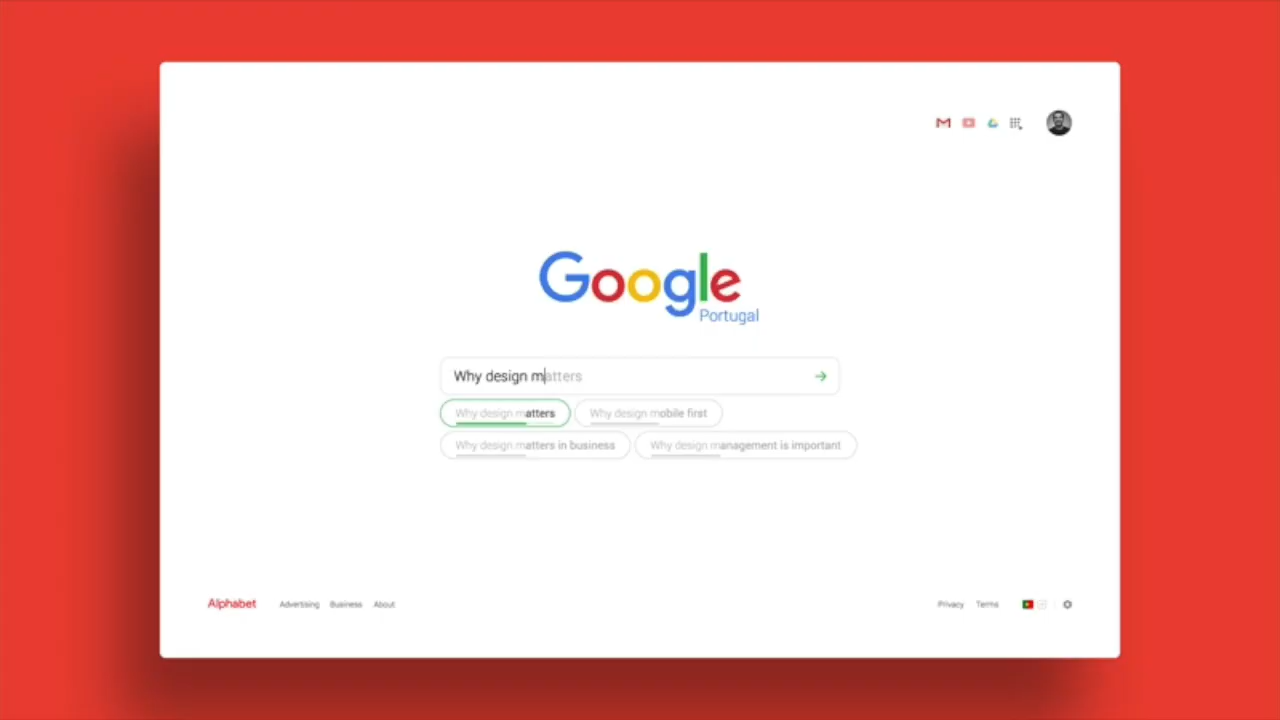 Google
Portugal
Why design matters
Why design matters Why design mobile first
Why design matters in business Why design management is important
Alphabet Advertising Business About Privacy Terms